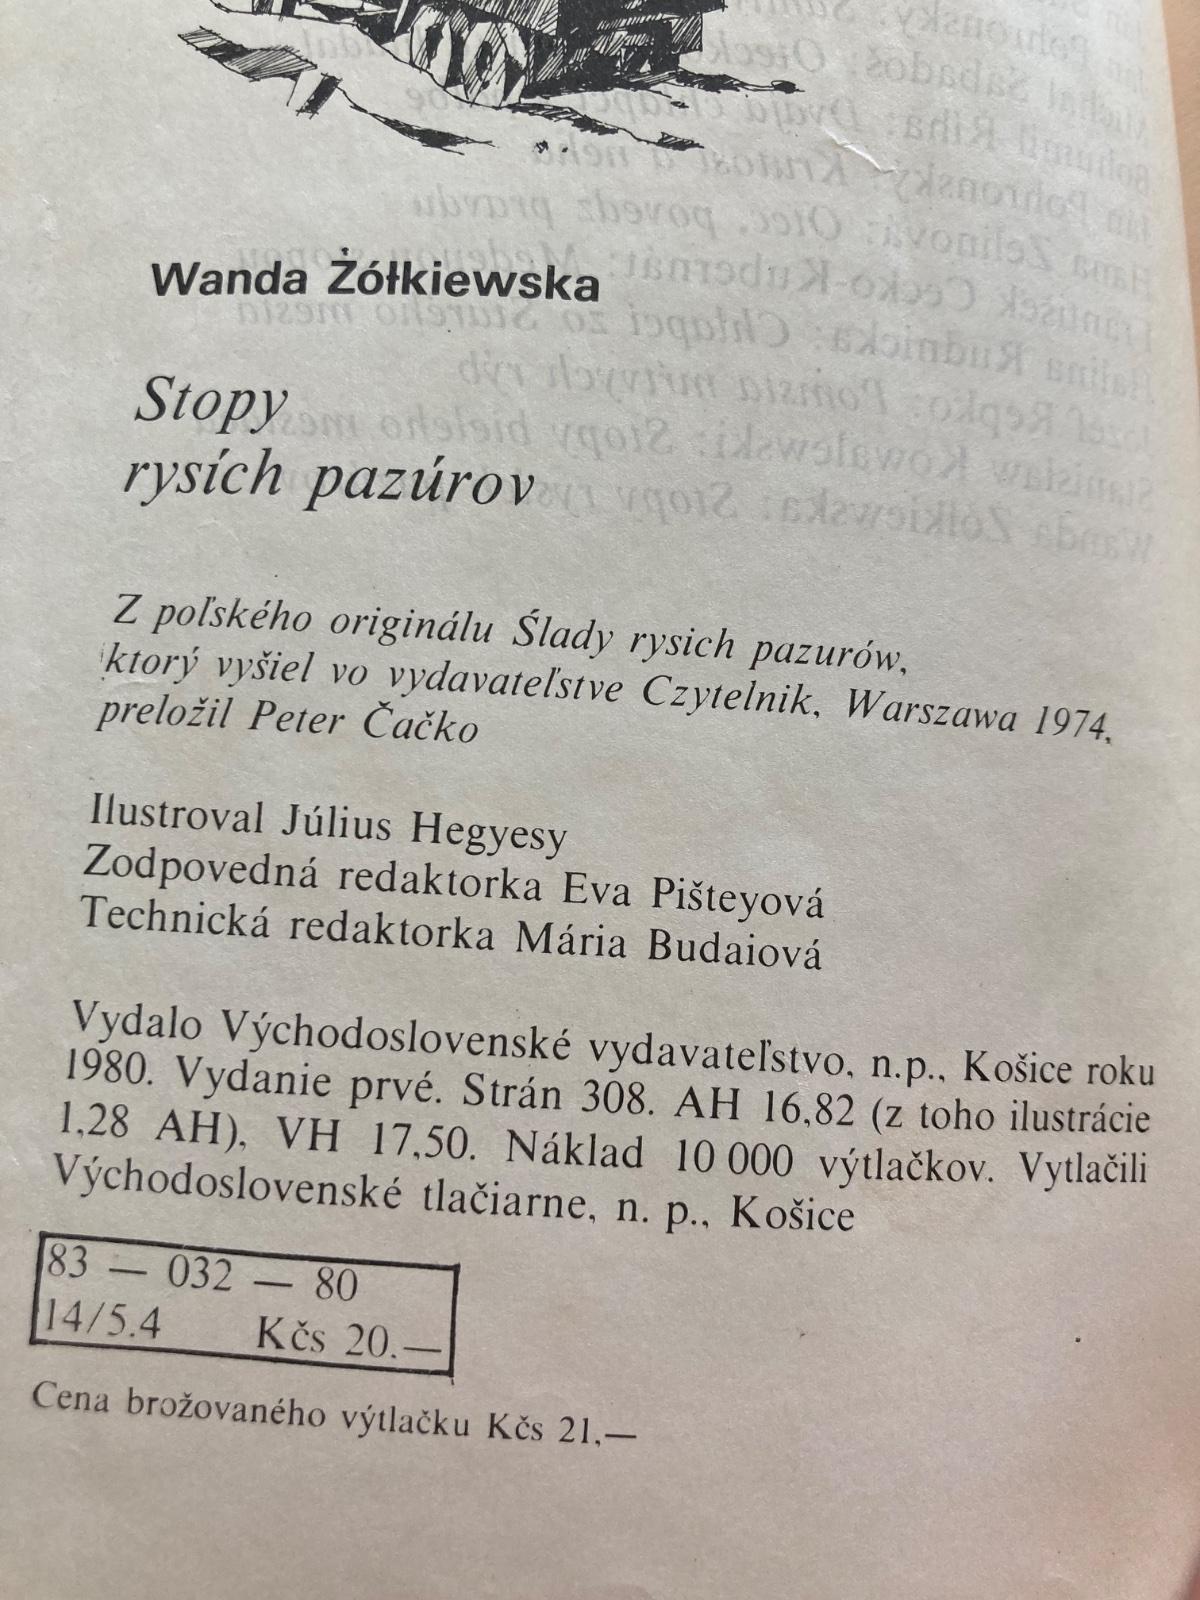 Wanda Żółkiewska
Stopy
rysích pazúrov
Z poľského originálu Ślady rysich pazurów,
ktorý vyšiel vo vydavateľstve Czytelnik, Warszawa 1974,
preložil Peter Čačko
Ilustroval Július Hegyesy
Zodpovedná redaktorka Eva Pišteyová
Technická redaktorka Mária Budaiová
Vydalo Východoslovenské vydavateľstvo, n.p., Košice roku
1980. Vydanie prvé. Strán 308. AH 16,82 (z toho ilustrácie
1,28 AH), VH 17,50. Náklad 10 000 výtlačkov. Vytlačili
Východoslovenské tlačiarne, n. p., Košice
83 — 032 — 80
14/5.4 Kčs 20.—
Cena brožovaného výtlačku Kčs 21,—